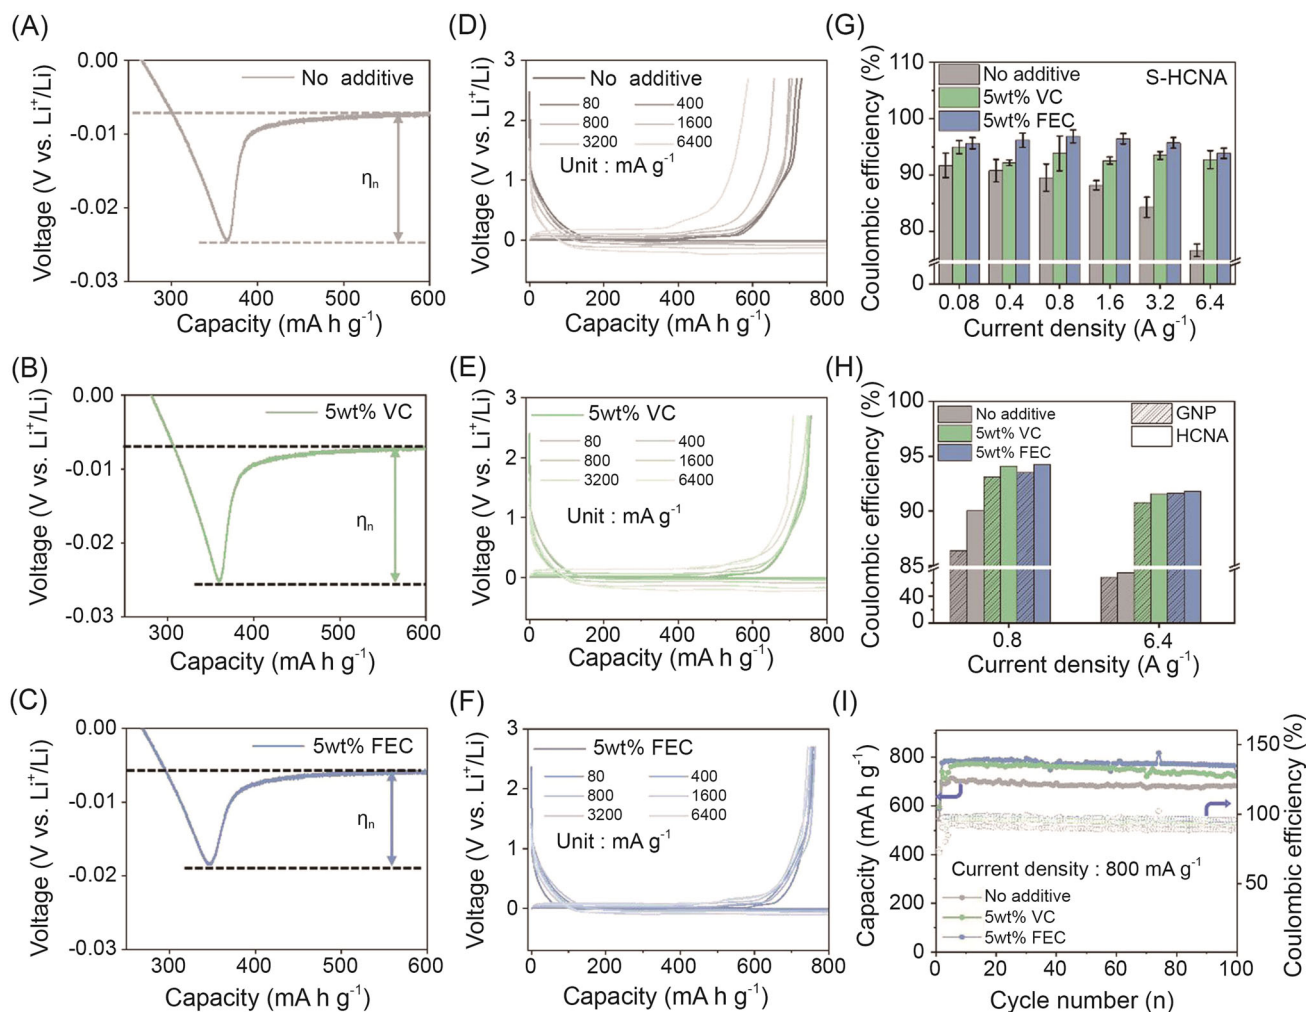 (A)
0.00
-0.01
-0.02
-0.03
Voltage (V vs. Li⁺/Li)
No additive
ηₙ
300 400 500 600
Capacity (mA h g⁻¹)
(D)
3
2
1
0
Voltage (V vs. Li⁺/Li)
No additive
80 400
800 1600
3200 6400
Unit : mA g⁻¹
0 200 400 600 800
Capacity (mA h g⁻¹)
(G)
110
100
90
80
0
Coulombic efficiency (%)
No additive
5wt% VC
5wt% FEC
S-HCNA
0.08 0.4 0.8 1.6 3.2 6.4
Current density (A g⁻¹)
(B)
0.00
-0.01
-0.02
-0.03
Voltage (V vs. Li⁺/Li)
5wt% VC
ηₙ
300 400 500 600
Capacity (mA h g⁻¹)
(E)
3
2
1
0
Voltage (V vs. Li⁺/Li)
5wt% VC
80 400
800 1600
3200 6400
Unit : mA g⁻¹
0 200 400 600 800
Capacity (mA h g⁻¹)
(H)
100
95
90
85
40
0
Coulombic efficiency (%)
No additive
5wt% VC
5wt% FEC
GNP
HCNA
0.8 6.4
Current density (A g⁻¹)
(C)
0.00
-0.01
-0.02
-0.03
Voltage (V vs. Li⁺/Li)
5wt% FEC
ηₙ
300 400 500 600
Capacity (mA h g⁻¹)
(F)
3
2
1
0
Voltage (V vs. Li⁺/Li)
5wt% FEC
80 400
800 1600
3200 6400
Unit : mA g⁻¹
0 200 400 600 800
Capacity (mA h g⁻¹)
(I)
800
600
400
200
0
Capacity (mA h g⁻¹)
150
100
50
Coulombic efficiency (%)
Current density : 800 mA g⁻¹
No additive
5wt% VC
5wt% FEC
0 20 40 60 80 100
Cycle number (n)